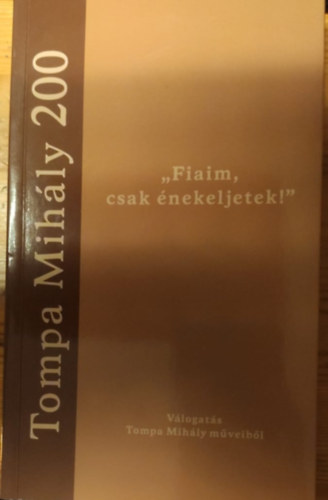 Tompa Mihály 200
„Fiaim,
csak énekeljetek!”
Válogatás
Tompa Mihály műveiből